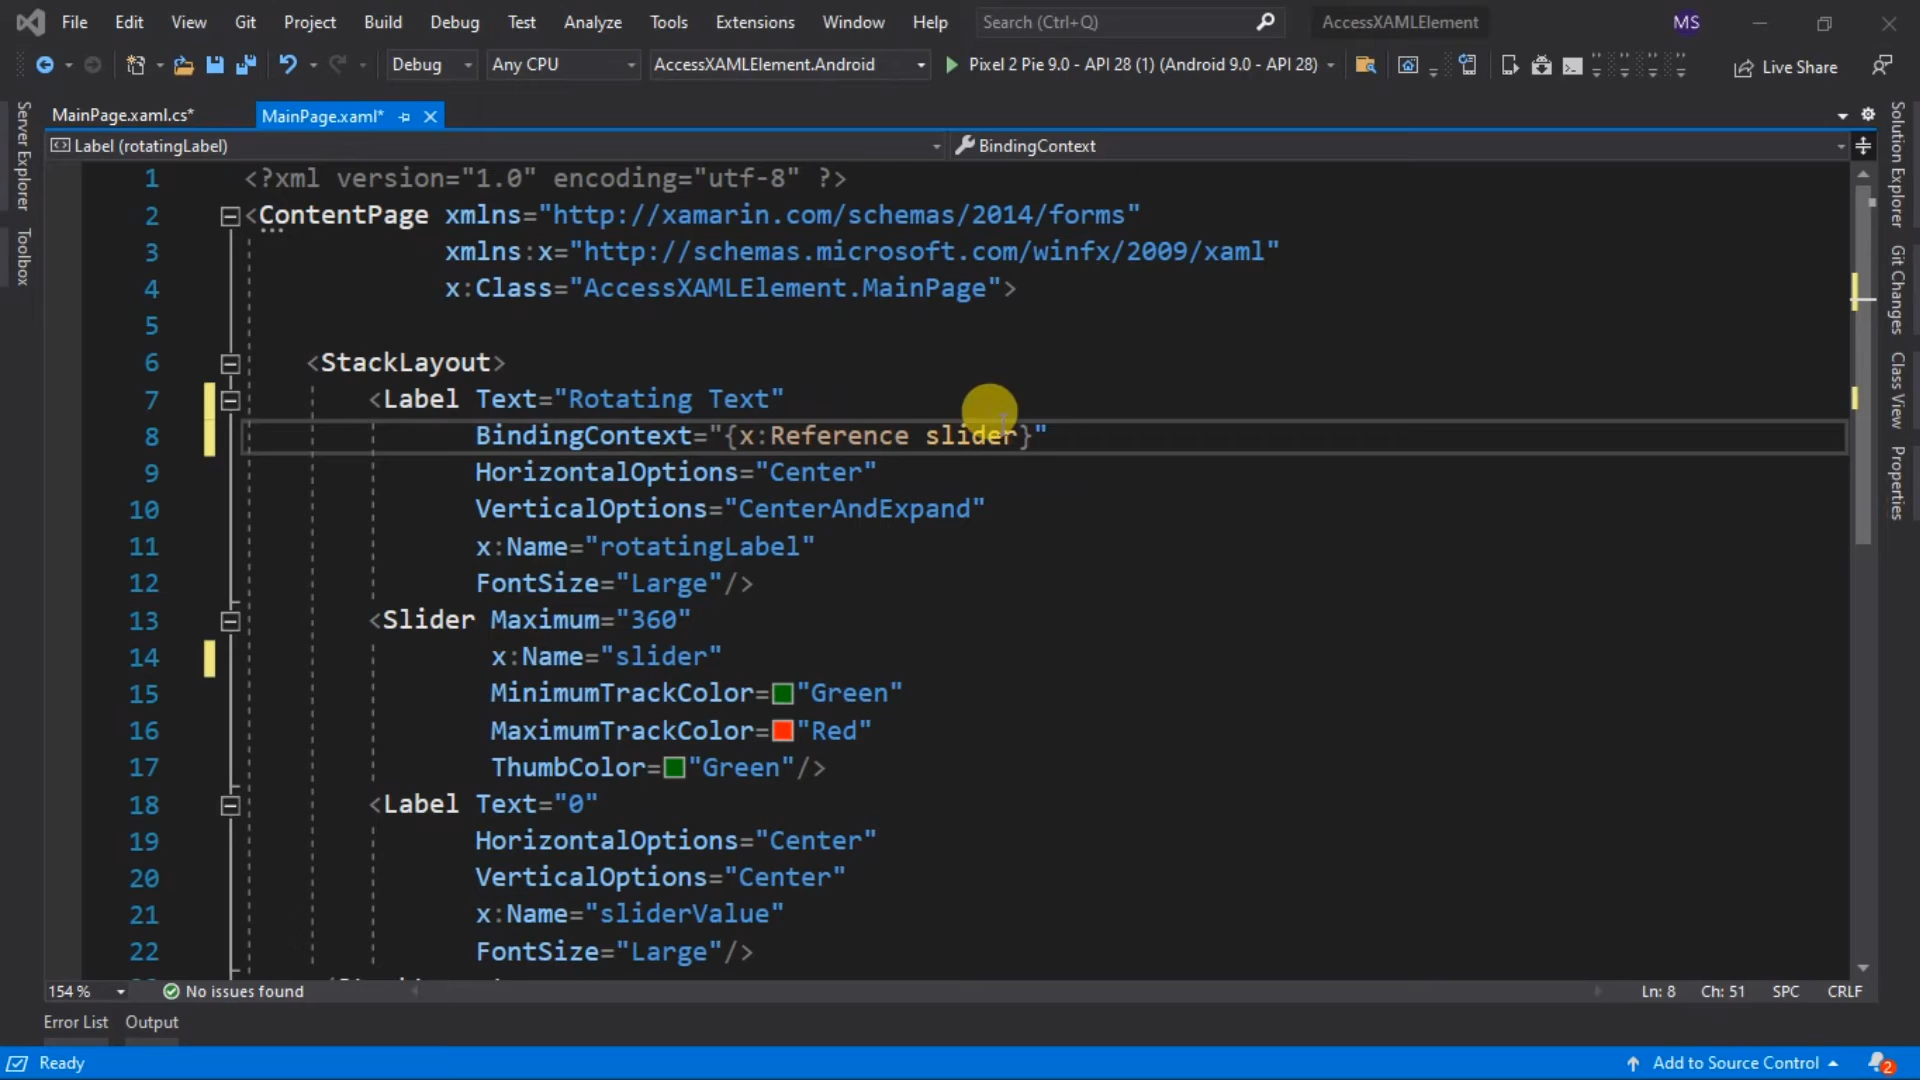 File Edit View Git Project Build Debug Test Analyze Tools Extensions Window Help Search (Ctrl+Q) AccessXAMLElement MS
Debug Any CPU AccessXAMLElement.Android Pixel 2 Pie 9.0 - API 28 (1) (Android 9.0 - API 28) Live Share
Server Explorer
Toolbox
MainPage.xaml.cs* MainPage.xaml*
Label (rotatingLabel) BindingContext
1 <?xml version="1.0" encoding="utf-8" ?>
2 <ContentPage xmlns="http://xamarin.com/schemas/2014/forms"
3 xmlns:x="http://schemas.microsoft.com/winfx/2009/xaml"
4 x:Class="AccessXAMLElement.MainPage">
5
6 <StackLayout>
7 <Label Text="Rotating Text"
8 BindingContext="{x:Reference slider}"
9 HorizontalOptions="Center"
10 VerticalOptions="CenterAndExpand"
11 x:Name="rotatingLabel"
12 FontSize="Large"/>
13 <Slider Maximum="360"
14 x:Name="slider"
15 MinimumTrackColor="Green"
16 MaximumTrackColor="Red"
17 ThumbColor="Green"/>
18 <Label Text="0"
19 HorizontalOptions="Center"
20 VerticalOptions="Center"
21 x:Name="sliderValue"
22 FontSize="Large"/>
Solution Explorer
Git Changes
Class View
Properties
154 % No issues found Ln: 8 Ch: 51 SPC CRLF
Error List Output
Ready Add to Source Control 2